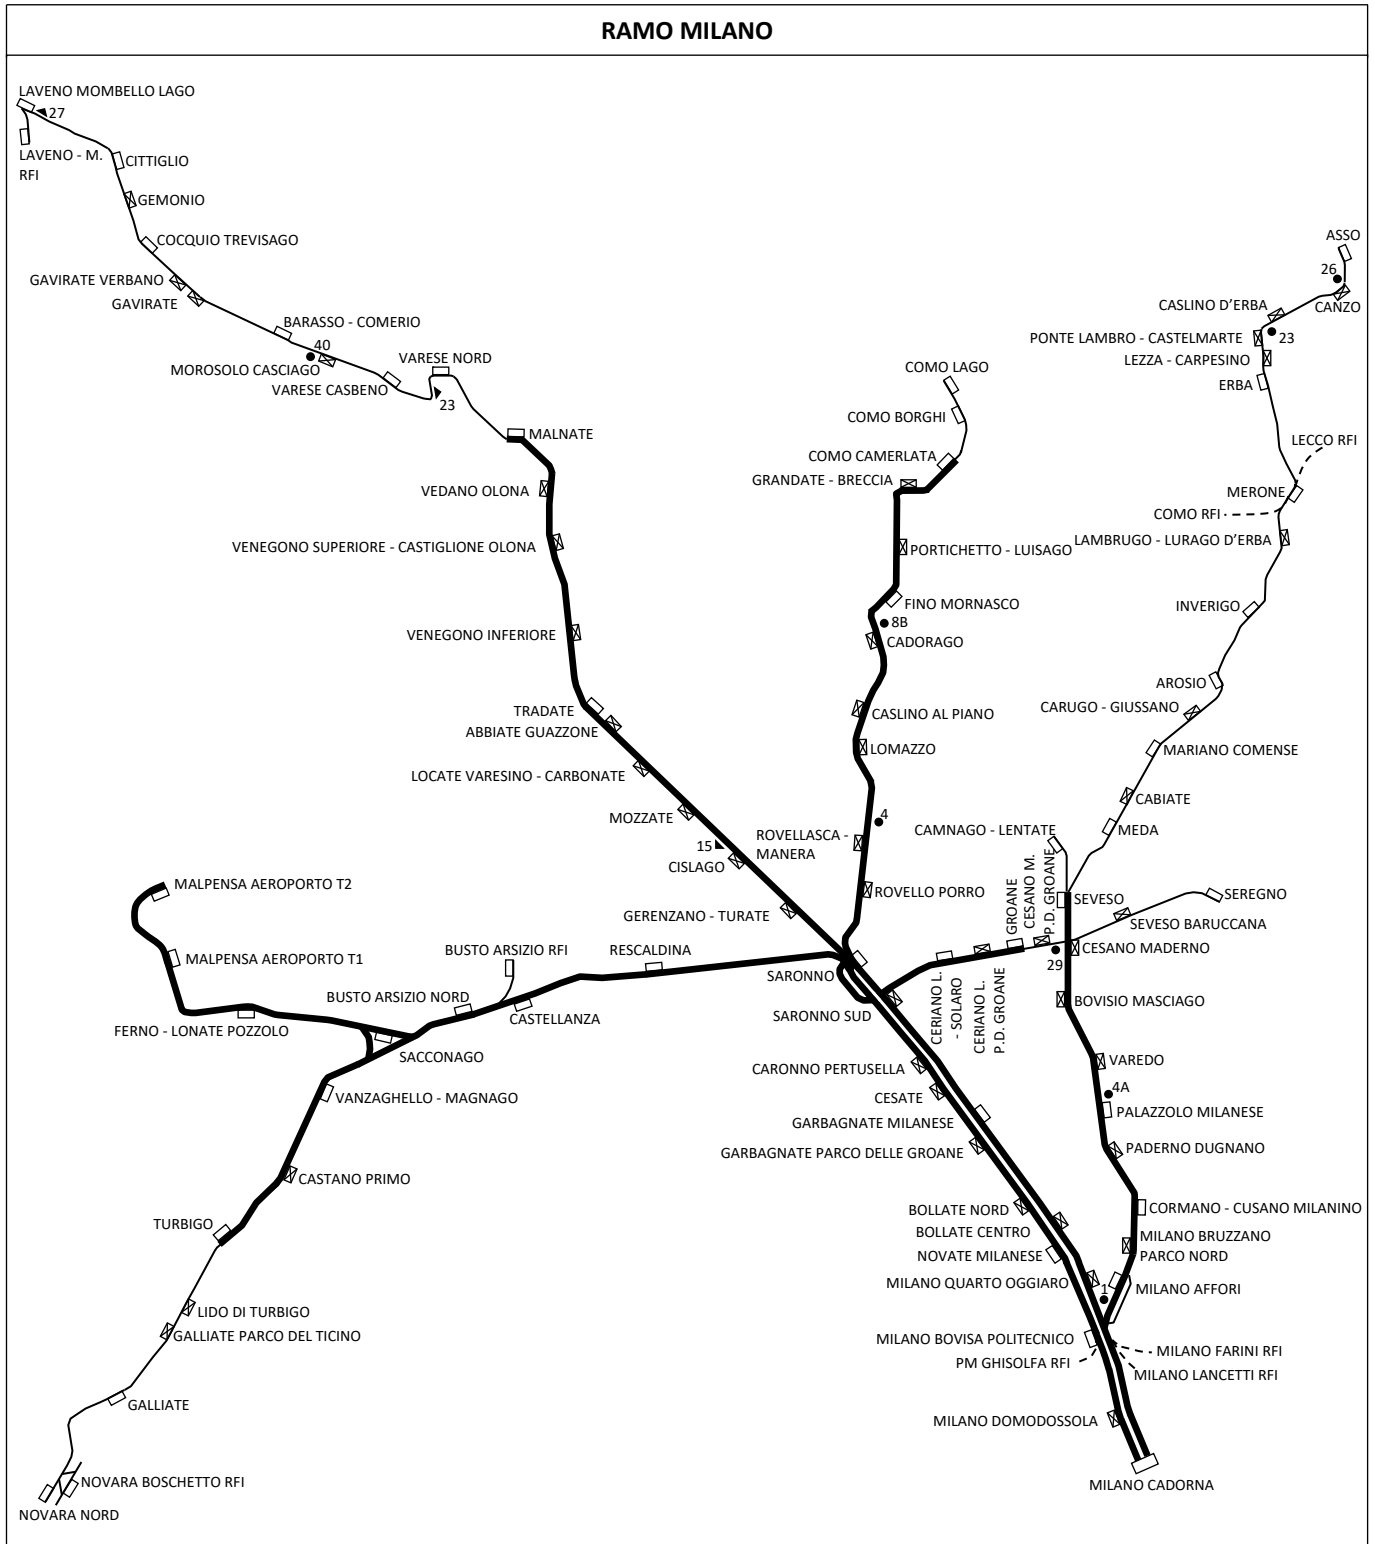 RAMO MILANO
LAVENO MOMBELLO LAGO
27
LAVENO - M.
RFI
CITTIGLIO
GEMONIO
COCQUIO TREVISAGO
GAVIRATE VERBANO
GAVIRATE
BARASSO - COMERIO
40
MOROSOLO CASCIAGO
VARESE CASBENO
VARESE NORD
23
MALNATE
VEDANO OLONA
VENEGONO SUPERIORE - CASTIGLIONE OLONA
VENEGONO INFERIORE
TRADATE
ABBIATE GUAZZONE
LOCATE VARESINO - CARBONATE
MOZZATE
15
CISLAGO
GERENZANO - TURATE
ASSO
26
CANZO
CASLINO D’ERBA
23
PONTE LAMBRO - CASTELMARTE
LEZZA - CARPESINO
ERBA
LECCO RFI
MERONE
COMO RFI
LAMBRUGO - LURAGO D’ERBA
INVERIGO
AROSIO
CARUGO - GIUSSANO
MARIANO COMENSE
CABIATE
MEDA
CAMNAGO - LENTATE
SEVESO
SEREGNO
SEVESO BARUCCANA
CESANO MADERNO
29
BOVISIO MASCIAGO
VAREDO
4A
PALAZZOLO MILANESE
PADERNO DUGNANO
CORMANO - CUSANO MILANINO
MILANO BRUZZANO
PARCO NORD
MILANO AFFORI
1
COMO LAGO
COMO BORGHI
COMO CAMERLATA
GRANDATE - BRECCIA
PORTICHETTO - LUISAGO
FINO MORNASCO
8B
CADORAGO
CASLINO AL PIANO
LOMAZZO
4
ROVELLASCA -
MANERA
ROVELLO PORRO
SARONNO
SARONNO SUD
CERIANO L.
- SOLARO
CERIANO L.
P.D. GROANE
GROANE
CESANO M.
P.D. GROANE
MALPENSA AEROPORTO T2
MALPENSA AEROPORTO T1
FERNO - LONATE POZZOLO
BUSTO ARSIZIO RFI
RESCALDINA
BUSTO ARSIZIO NORD
CASTELLANZA
SACCONAGO
VANZAGHELLO - MAGNAGO
CASTANO PRIMO
TURBIGO
LIDO DI TURBIGO
GALLIATE PARCO DEL TICINO
GALLIATE
NOVARA BOSCHETTO RFI
NOVARA NORD
CARONNO PERTUSELLA
CESATE
GARBAGNATE MILANESE
GARBAGNATE PARCO DELLE GROANE
BOLLATE NORD
BOLLATE CENTRO
NOVATE MILANESE
MILANO QUARTO OGGIARO
MILANO BOVISA POLITECNICO
PM GHISOLFA RFI
MILANO FARINI RFI
MILANO LANCETTI RFI
MILANO DOMODOSSOLA
MILANO CADORNA